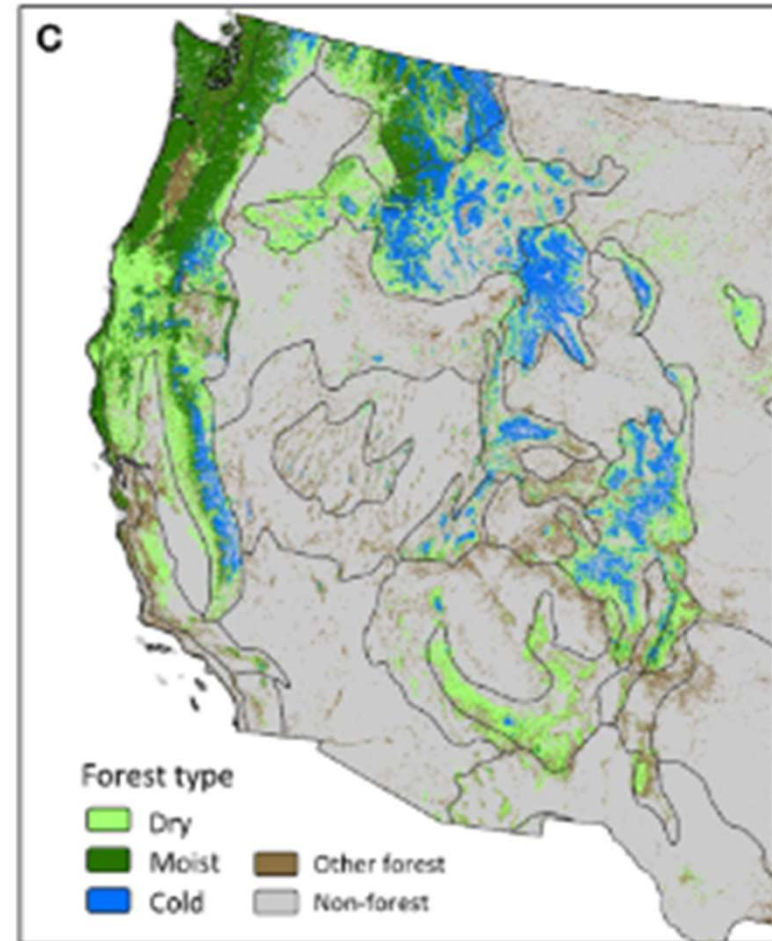 C
Forest type
Dry
Moist
Other forest
Cold
Non-forest